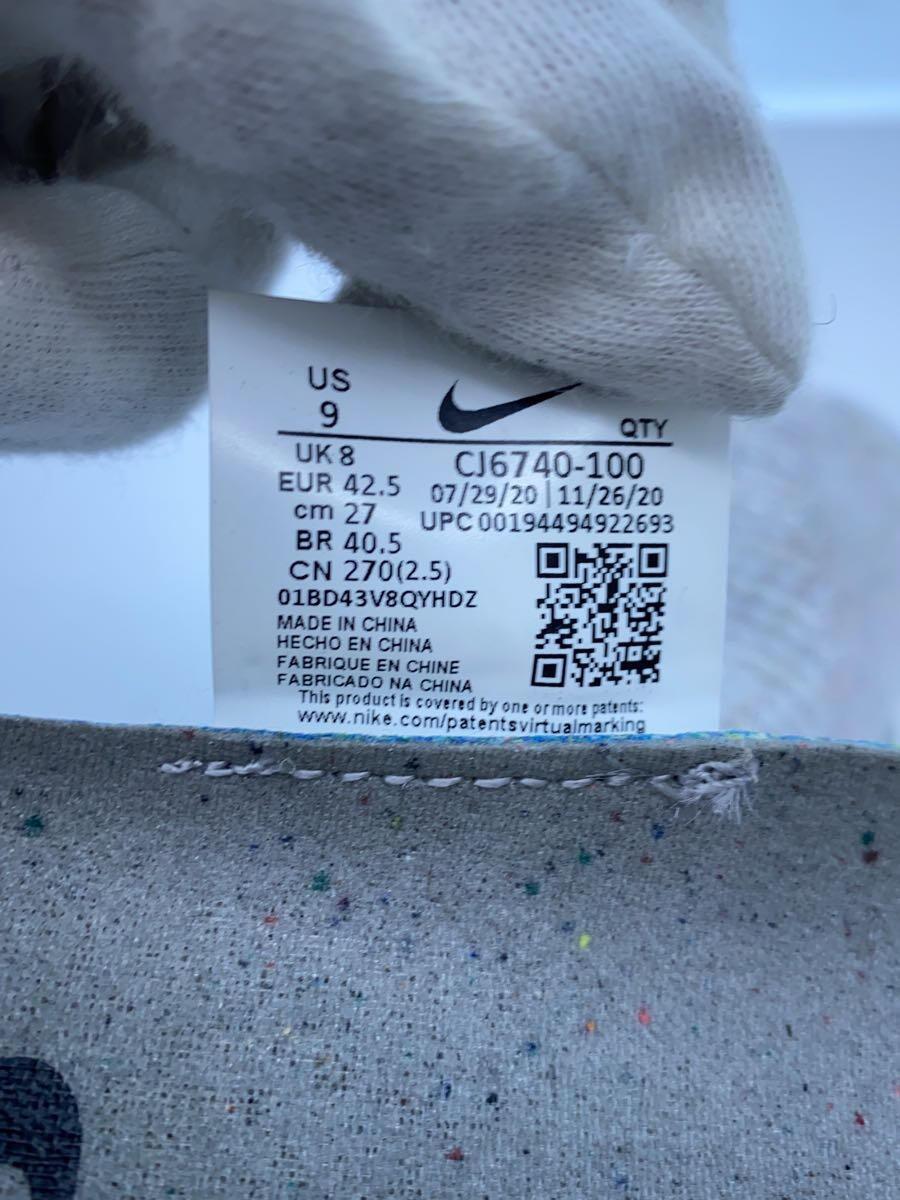 US
9
QTY
UK 8
EUR 42.5
cm 27
BR 40.5
CN 270(2.5)
CJ6740-100
07/29/20 | 11/26/20
UPC 00194494922693
01BD43V8QYHDZ
MADE IN CHINA
HECHO EN CHINA
FABRIQUE EN CHINE
FABRICADO NA CHINA
This product is covered by one or more patents:
www.nike.com/patentsvirtualmarking